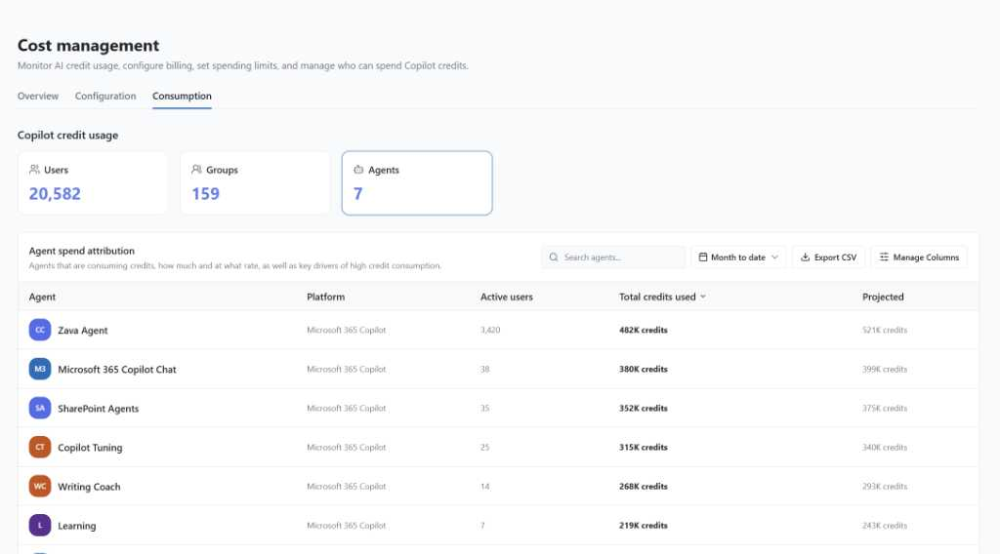 Cost management
Monitor AI credit usage, configure billing, set spending limits, and manage who can spend Copilot credits.
Overview Configuration Consumption
Copilot credit usage
Users Groups Agents
20,582 159 7
Agent spend attribution
Agents that are consuming credits, how much and at what rate, as well as key drivers of high credit consumption.
Search agents... Month to date Export CSV Manage Columns
Agent Platform Active users Total credits used Projected
CC Zava Agent Microsoft 365 Copilot 3,420 482K credits 521K credits
M3 Microsoft 365 Copilot Chat Microsoft 365 Copilot 38 380K credits 399K credits
SA SharePoint Agents Microsoft 365 Copilot 35 352K credits 375K credits
CT Copilot Tuning Microsoft 365 Copilot 25 315K credits 340K credits
WC Writing Coach Microsoft 365 Copilot 14 268K credits 293K credits
L Learning Microsoft 365 Copilot 7 219K credits 243K credits